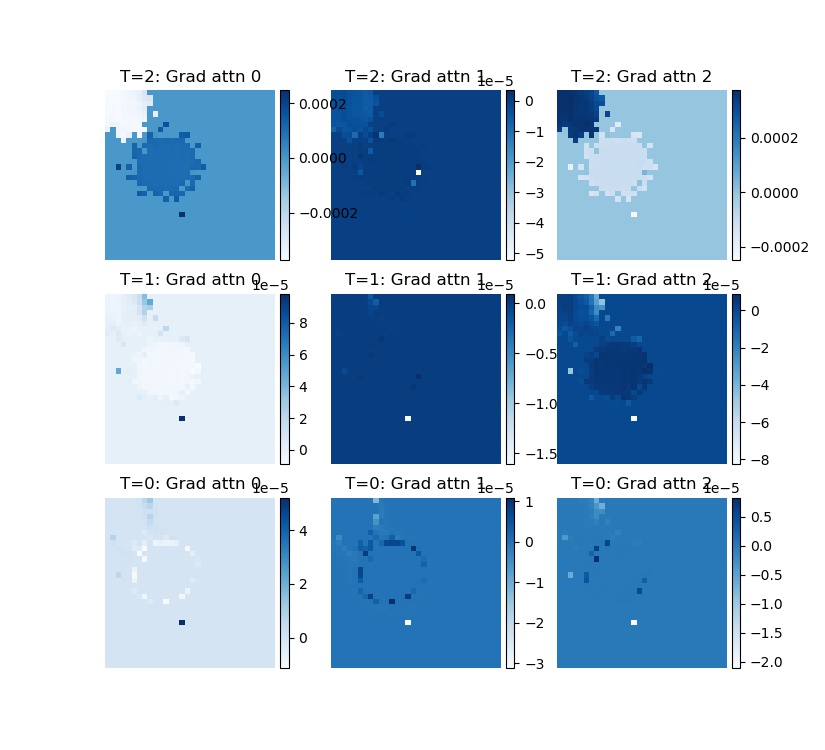 T=2: Grad attn 0
T=2: Grad attn 1
1e−5
T=2: Grad attn 2
0.0002
0.0000
−0.0002
0
−1
−2
−3
−4
−5
0.0002
0.0000
−0.0002
T=1: Grad attn 0
1e−5
T=1: Grad attn 1
1e−5
T=1: Grad attn 2
1e−5
8
6
4
2
0
0.0
−0.5
−1.0
−1.5
0
−2
−4
−6
−8
T=0: Grad attn 0
1e−5
T=0: Grad attn 1
1e−5
T=0: Grad attn 2
1e−5
4
2
0
1
0
−1
−2
−3
0.5
0.0
−0.5
−1.0
−1.5
−2.0